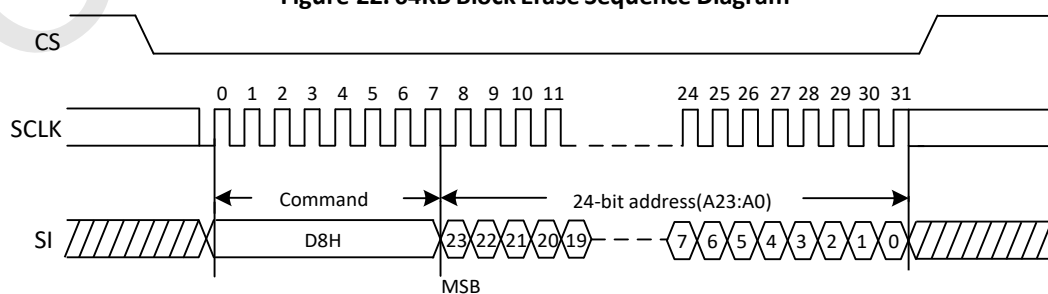 Figure 22. 64KB Block Erase Sequence Diagram
CS
0 1 2 3 4 5 6 7 8 9 10 11 24 25 26 27 28 29 30 31
SCLK
Command 24-bit address(A23:A0)
SI D8H 23 22 21 20 19 7 6 5 4 3 2 1 0
MSB